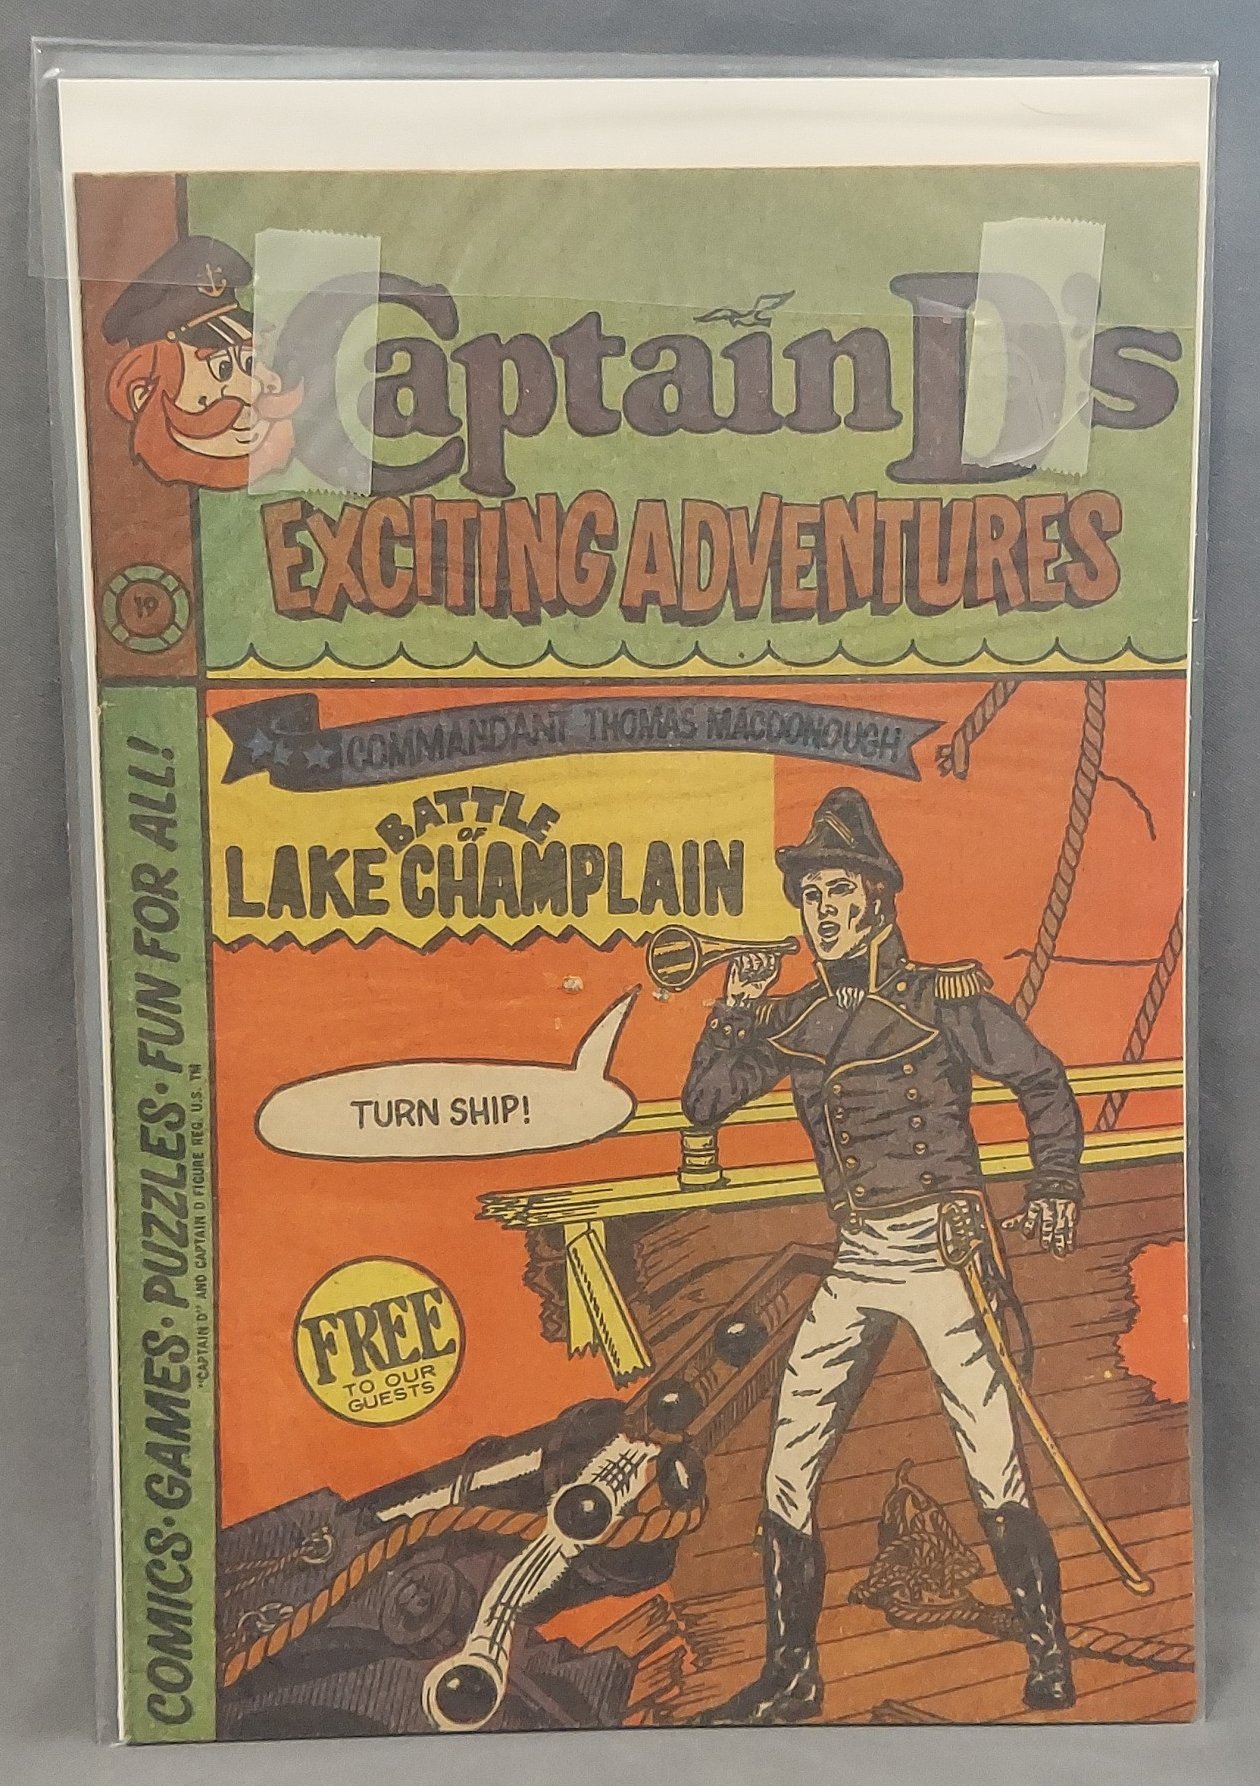 Captain D's
EXCITING ADVENTURES
10
COMMANDANT THOMAS MACDONOUGH
BATTLE
OF
LAKE CHAMPLAIN
TURN SHIP!
FREE
TO OUR
GUESTS
COMICS • GAMES • PUZZLES • FUN FOR ALL!
"CAPTAIN D" AND CAPTAIN D FIGURE REG. U.S. TM